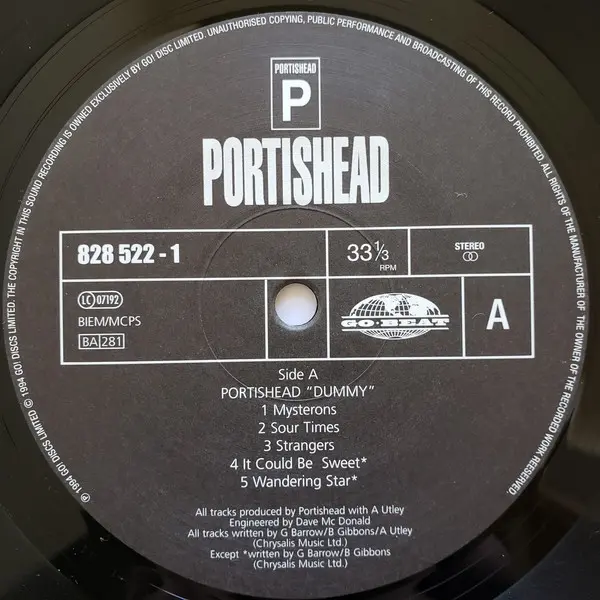 ℗ 1994 GO! DISCS LIMITED © 1994 GO! DISCS LIMITED. THE COPYRIGHT IN THIS SOUND RECORDING IS OWNED EXCLUSIVELY BY GO! DISC LIMITED. UNAUTHORISED COPYING, PUBLIC PERFORMANCE AND BROADCASTING OF THIS RECORD PROHIBITED. ALL RIGHTS OF THE MANUFACTURER OF THE OWNER OF THE RECORDED WORK REESERVED.
PORTISHEAD
P
PORTISHEAD
828 522 - 1
33⅓
RPM
STEREO
LC 07192
BIEM/MCPS
BA 281
GO. BEAT
A
Side A
PORTISHEAD "DUMMY"
1 Mysterons
2 Sour Times
3 Strangers
4 It Could Be Sweet*
5 Wandering Star*
All tracks produced by Portishead with A Utley
Engineered by Dave Mc Donald
All tracks written by G Barrow/B Gibbons/A Utley
(Chrysalis Music Ltd.)
Except *written by G Barrow/B Gibbons
(Chrysalis Music Ltd.)